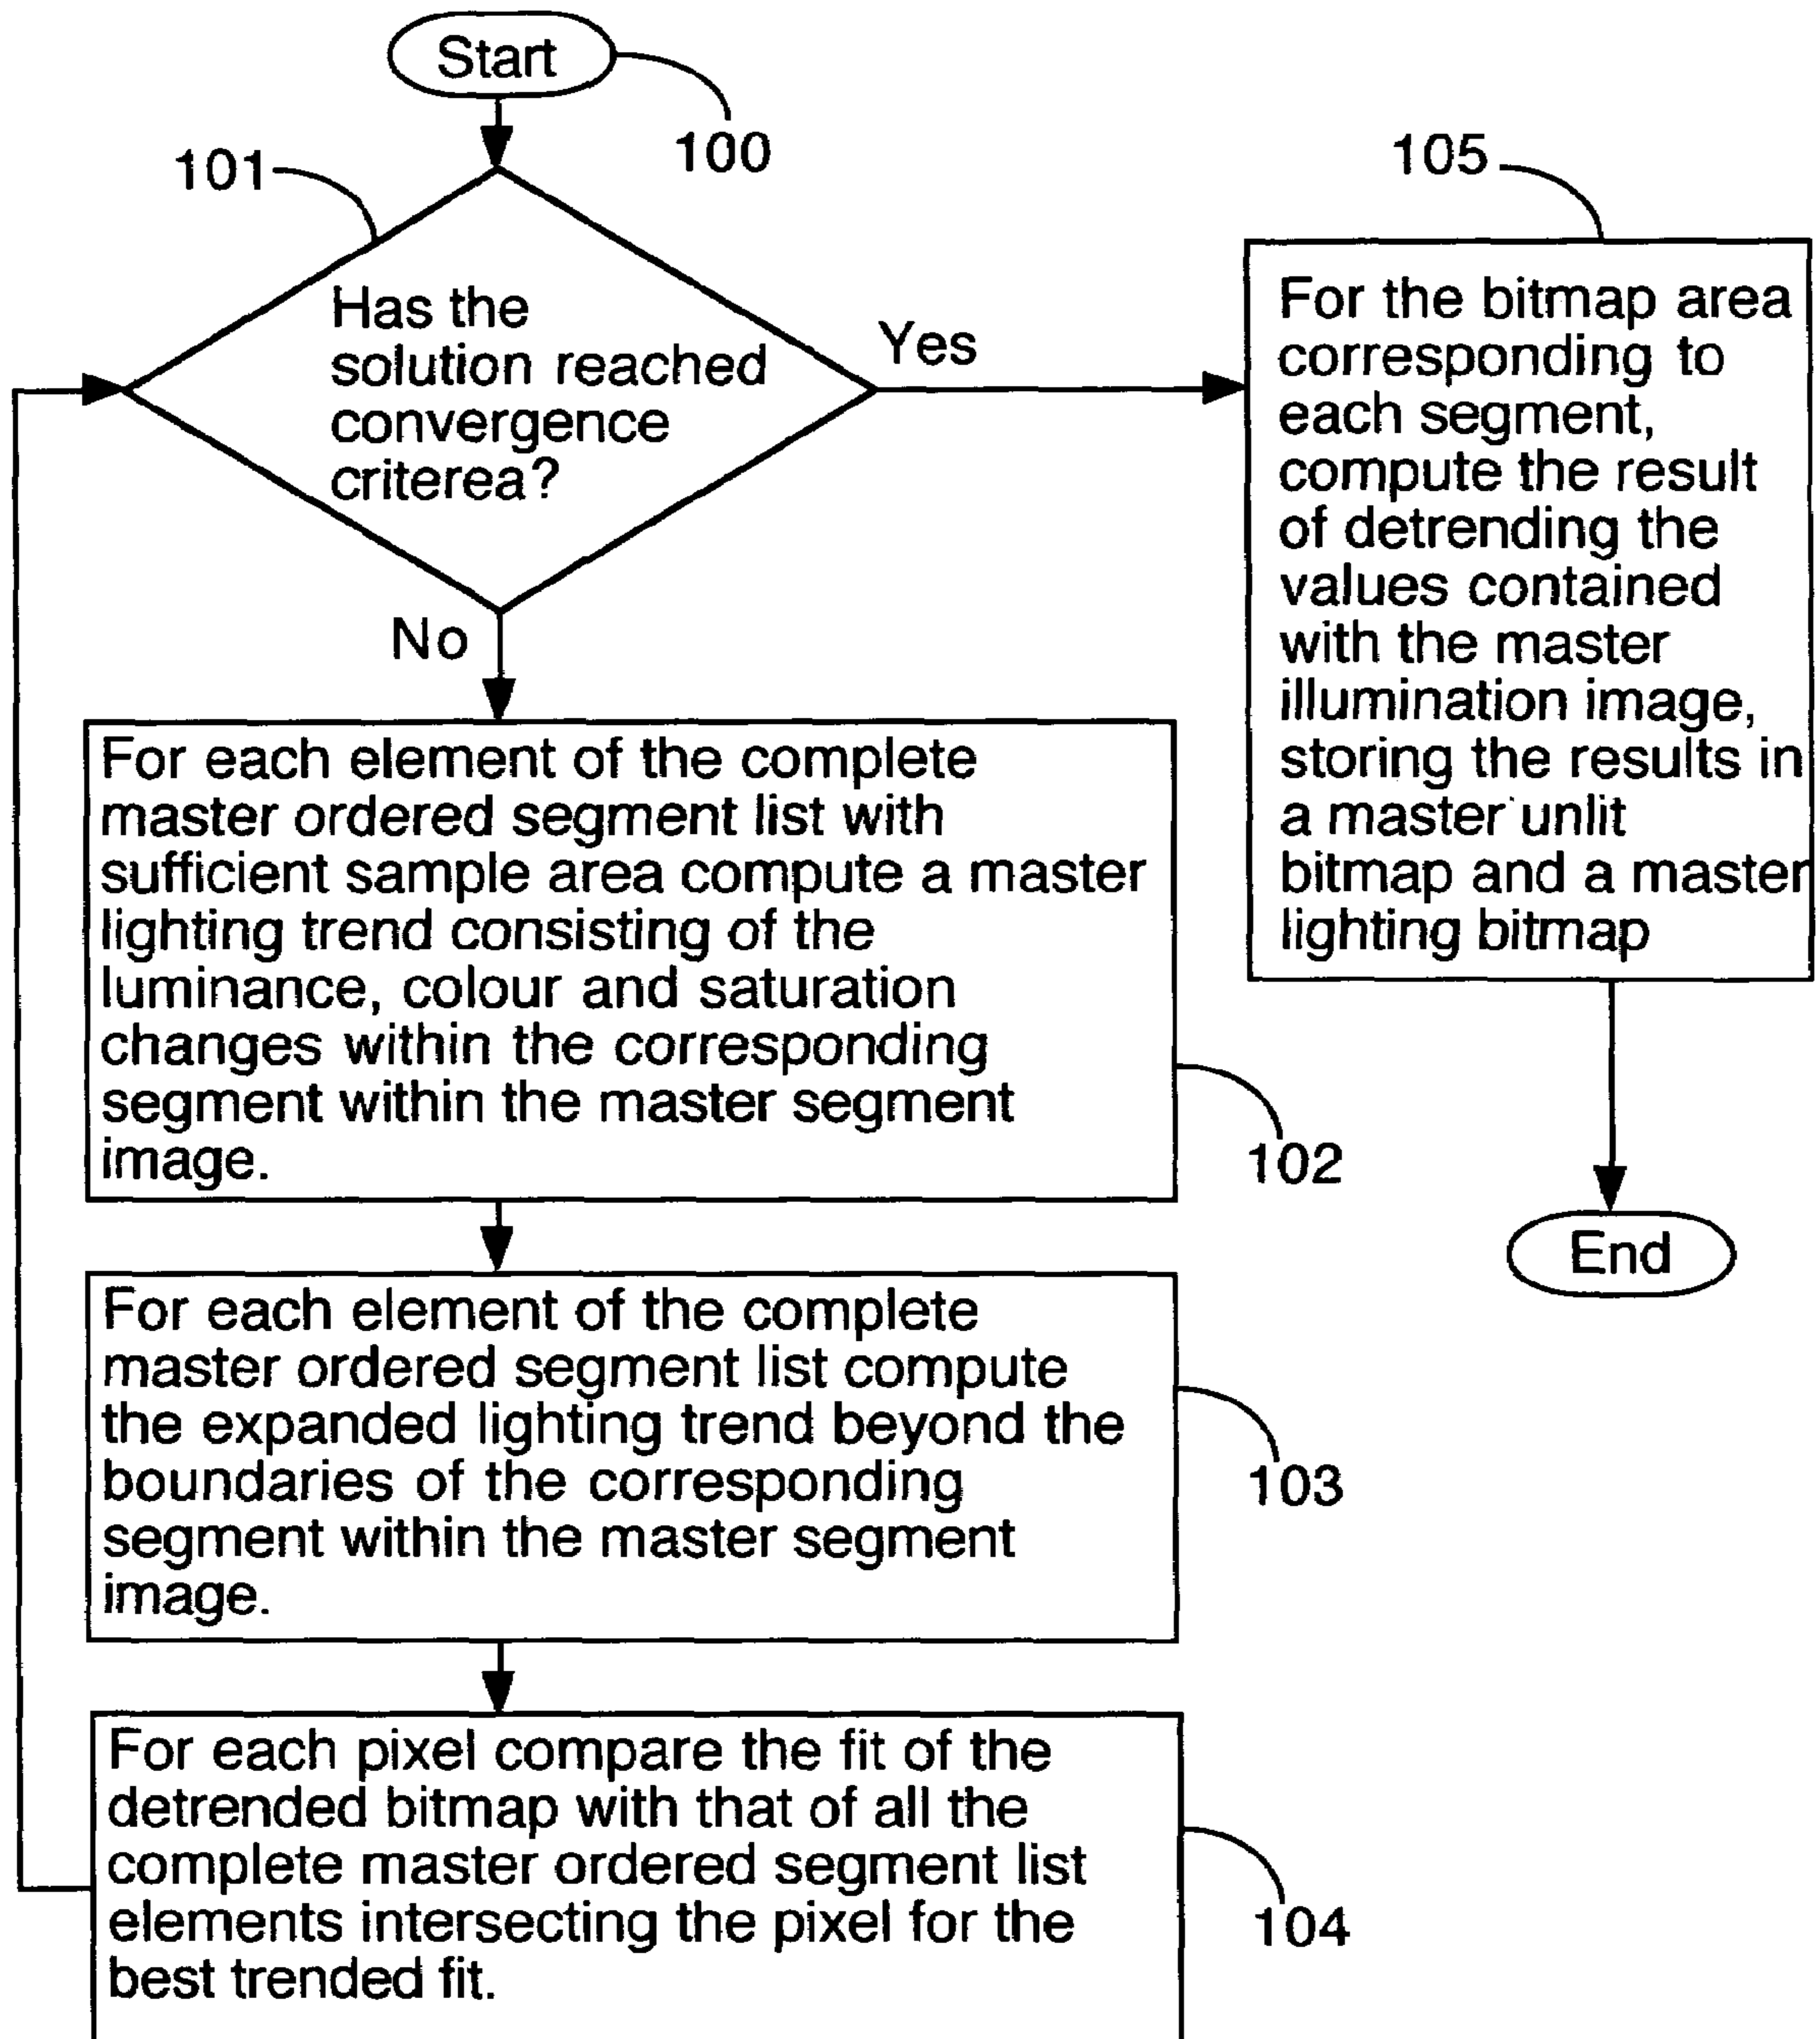 Start
100
101
Has the
solution reached
convergence
criterea?
Yes
No
105
For the bitmap area
corresponding to
each segment,
compute the result
of detrending the
values contained
with the master
illumination image,
storing the results in
a master unlit
bitmap and a master
lighting bitmap
End
For each element of the complete
master ordered segment list with
sufficient sample area compute a master
lighting trend consisting of the
luminance, colour and saturation
changes within the corresponding
segment within the master segment
image.
102
For each element of the complete
master ordered segment list compute
the expanded lighting trend beyond the
boundaries of the corresponding
segment within the master segment
image.
103
For each pixel compare the fit of the
detrended bitmap with that of all the
complete master ordered segment list
elements intersecting the pixel for the
best trended fit.
104